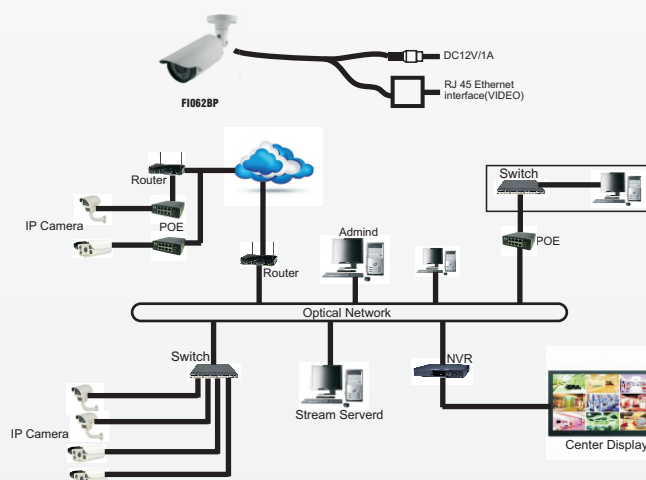 DC12V/1A
RJ 45 Ethernet
interface(VIDEO)
FI062BP
Router
IP Camera
POE
Router
Admind
Switch
POE
Optical Network
Switch
Stream Serverd
NVR
IP Camera
Center Display